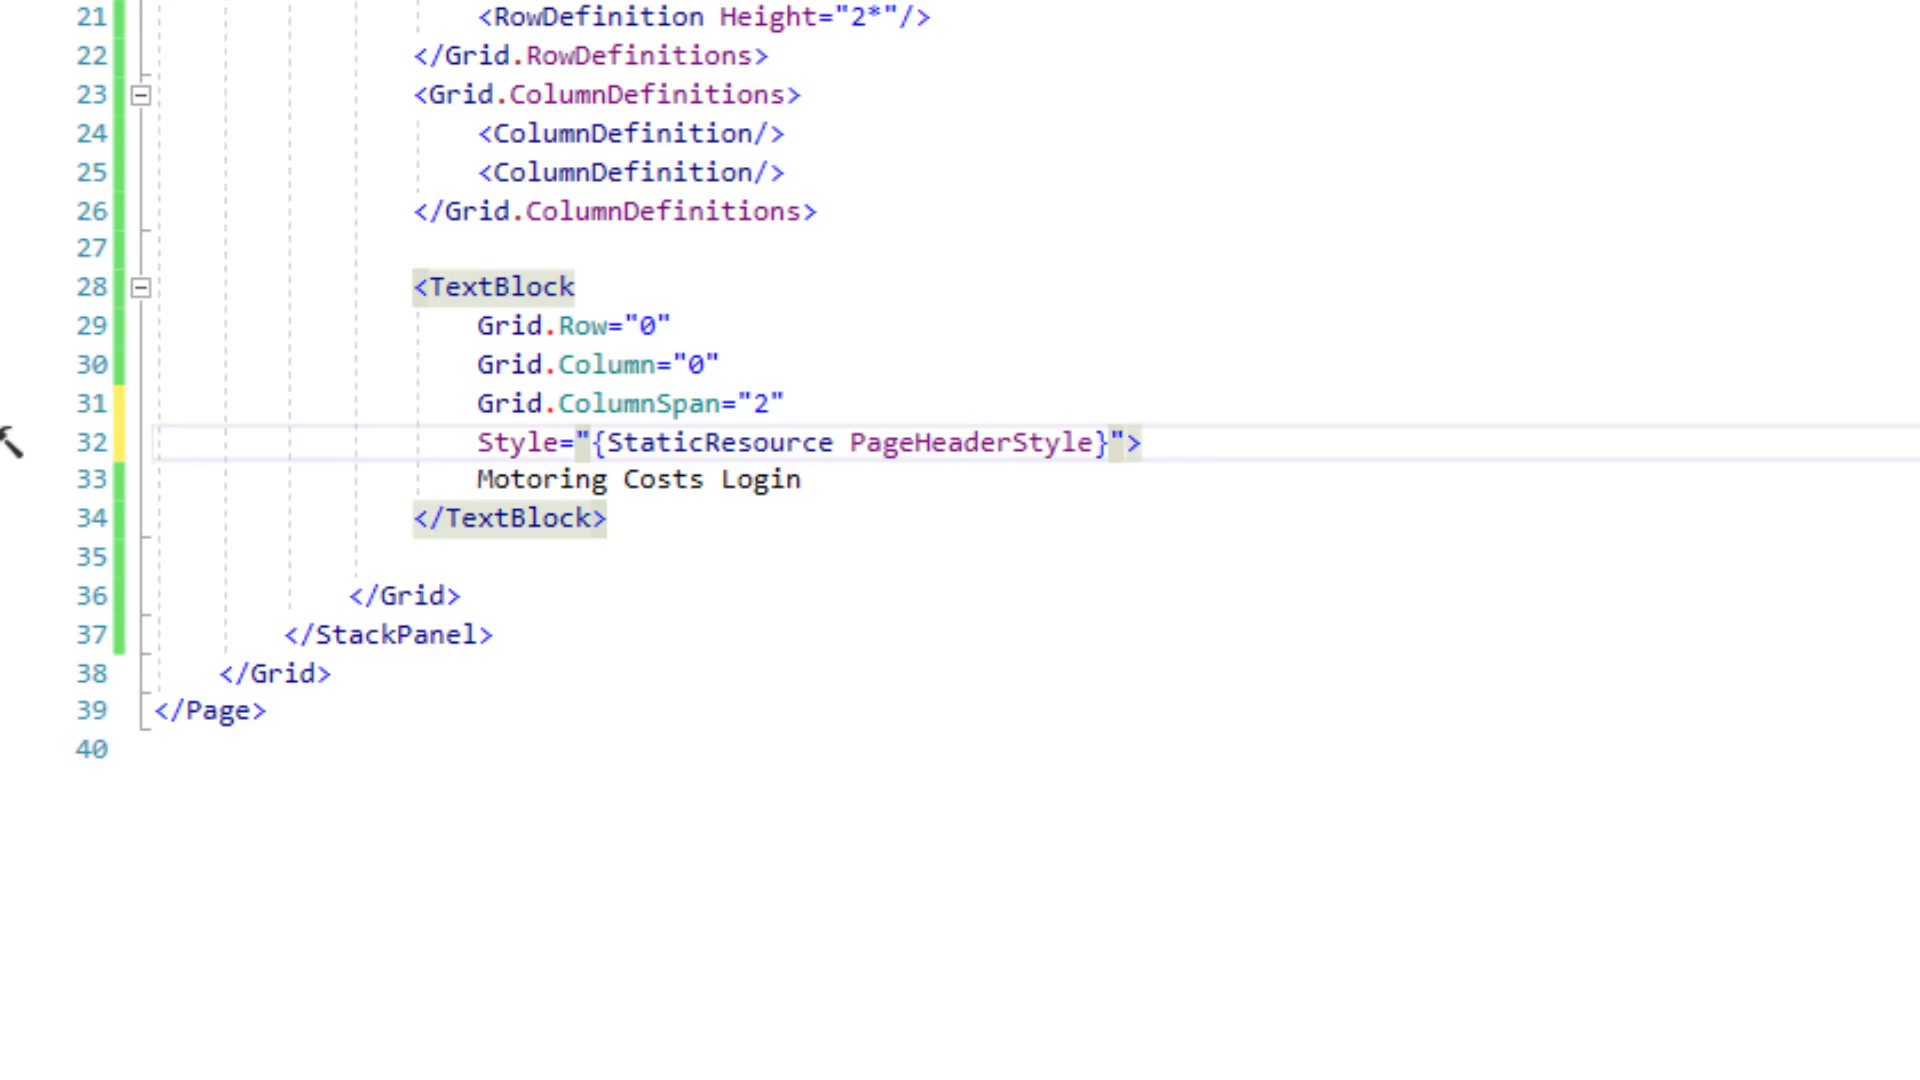 21 <RowDefinition Height="2*"/>
22 </Grid.RowDefinitions>
23 <Grid.ColumnDefinitions>
24 <ColumnDefinition/>
25 <ColumnDefinition/>
26 </Grid.ColumnDefinitions>
27
28 <TextBlock
29 Grid.Row="0"
30 Grid.Column="0"
31 Grid.ColumnSpan="2"
32 Style="{StaticResource PageHeaderStyle}">
33 Motoring Costs Login
34 </TextBlock>
35
36 </Grid>
37 </StackPanel>
38 </Grid>
39 </Page>
40